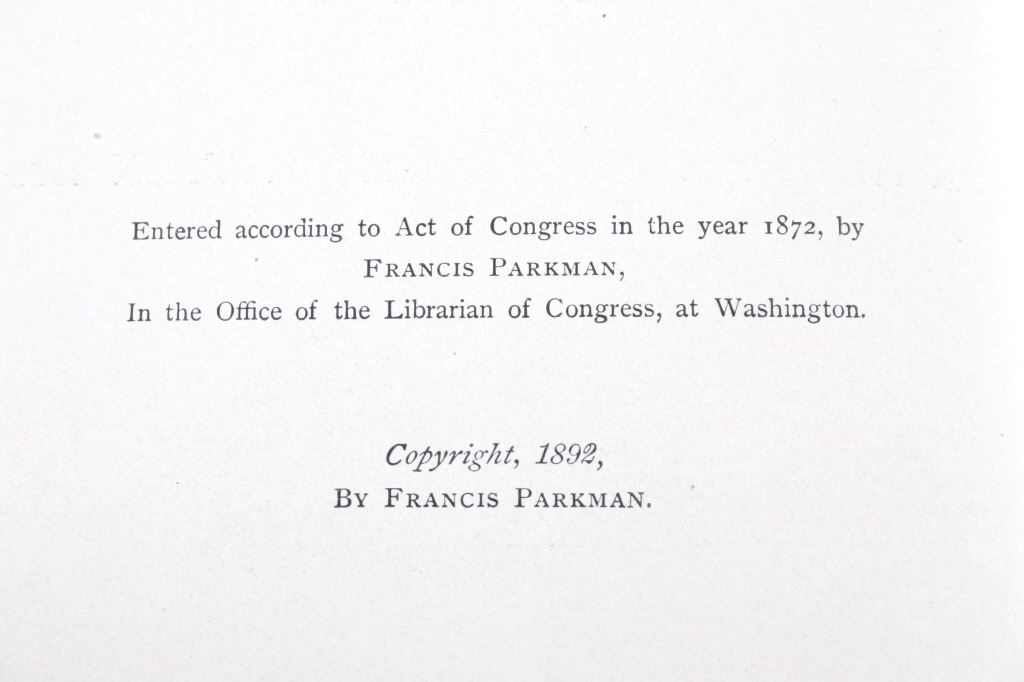 Entered according to Act of Congress in the year 1872, by
FRANCIS PARKMAN,
In the Office of the Librarian of Congress, at Washington.
Copyright, 1892,
BY FRANCIS PARKMAN.